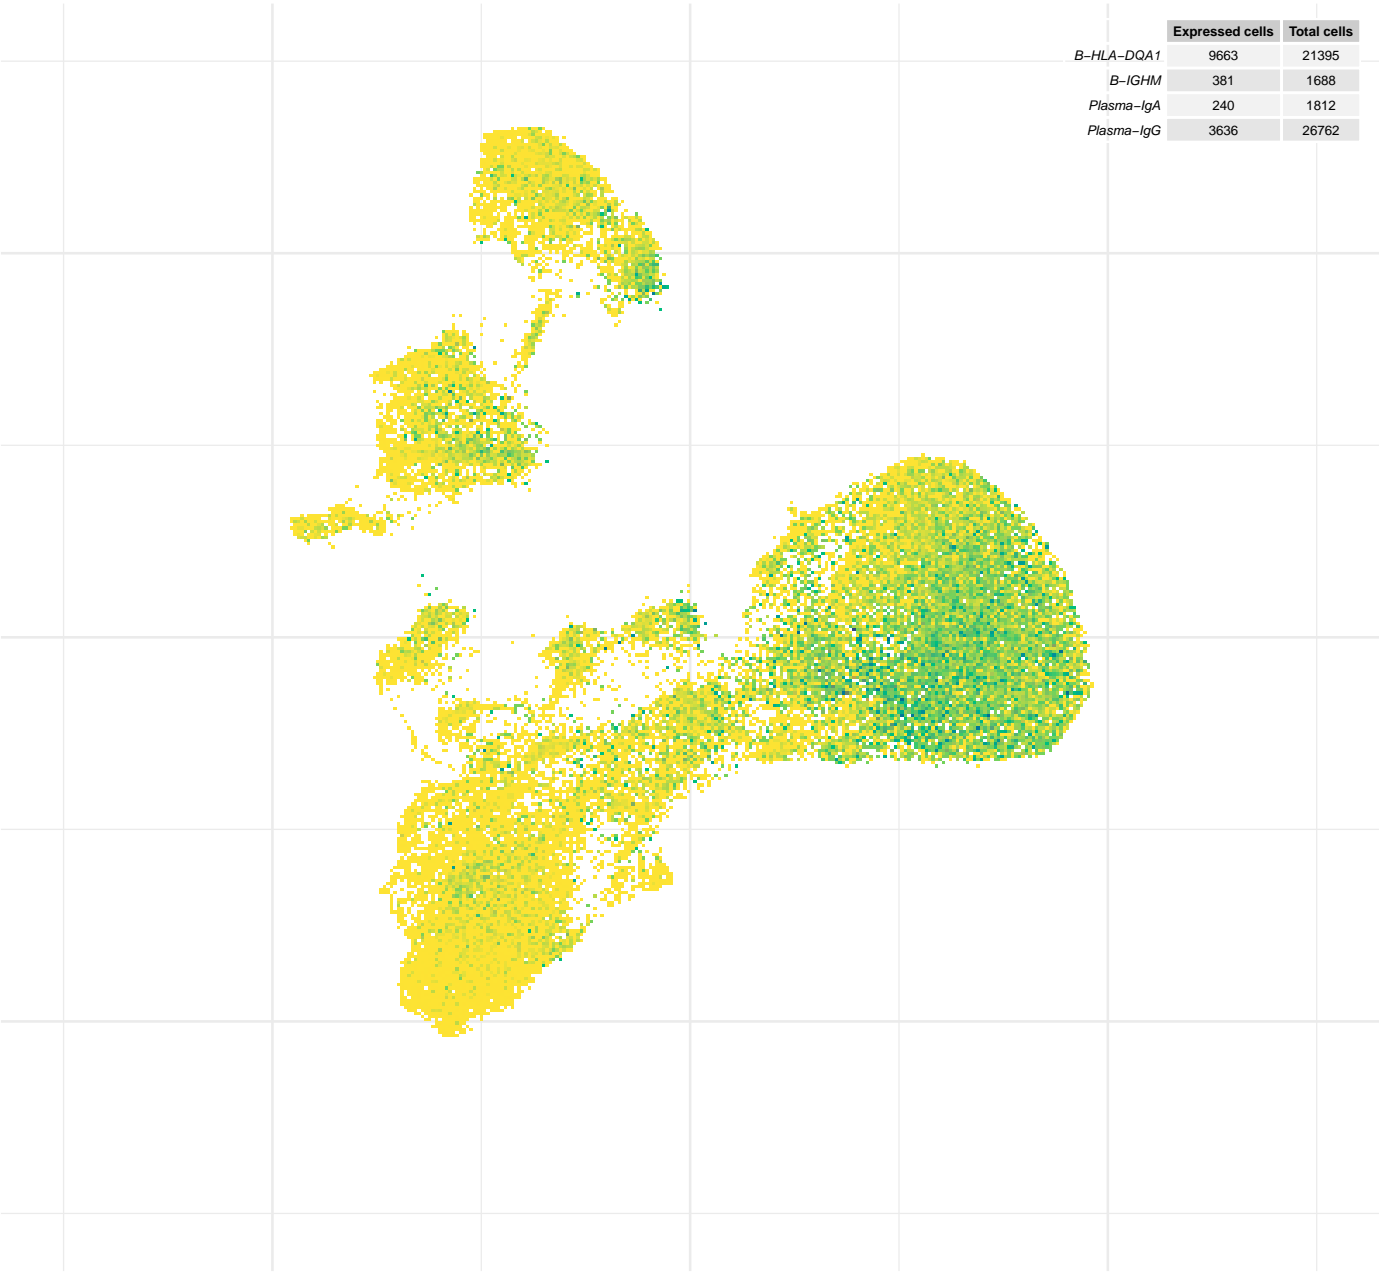 Expressed cells Total cells
B−HLA−DQA1 9663 21395
B−IGHM 381 1688
Plasma−IgA 240 1812
Plasma−IgG 3636 26762